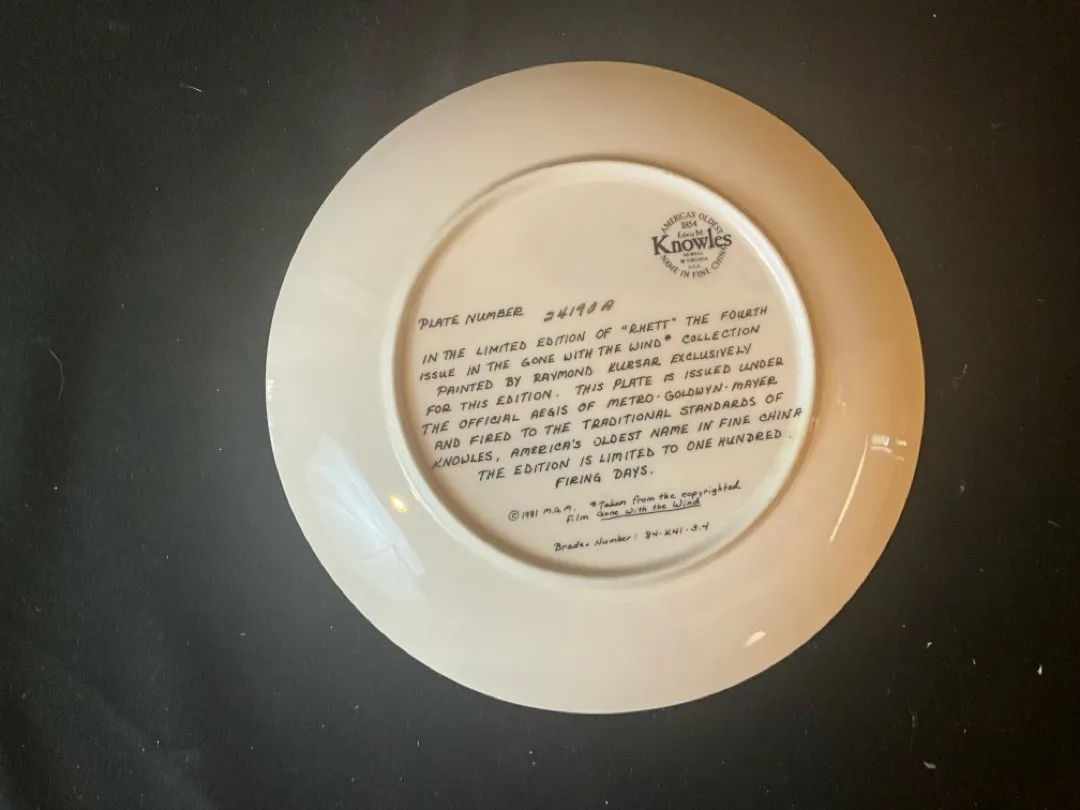 AMERICA'S OLDEST
1854
Edwin M.
Knowles
NEWELL
W. VIRGINIA
U.S.A.
NAME IN FINE CHINA
PLATE NUMBER 24190A
IN THE LIMITED EDITION OF "RHETT" THE FOURTH
ISSUE IN THE GONE WITH THE WIND* COLLECTION
PAINTED BY RAYMOND KURSAR EXCLUSIVELY
FOR THIS EDITION. THIS PLATE IS ISSUED UNDER
THE OFFICIAL AEGIS OF METRO-GOLDWYN-MAYER
AND FIRED TO THE TRADITIONAL STANDARDS OF
KNOWLES, AMERICA'S OLDEST NAME IN FINE CHINA
THE EDITION IS LIMITED TO ONE HUNDRED
FIRING DAYS.
© 1981 M.G.M. *Taken from the copyrighted
film Gone With the Wind
Bradex Number: 84-K41-3.4